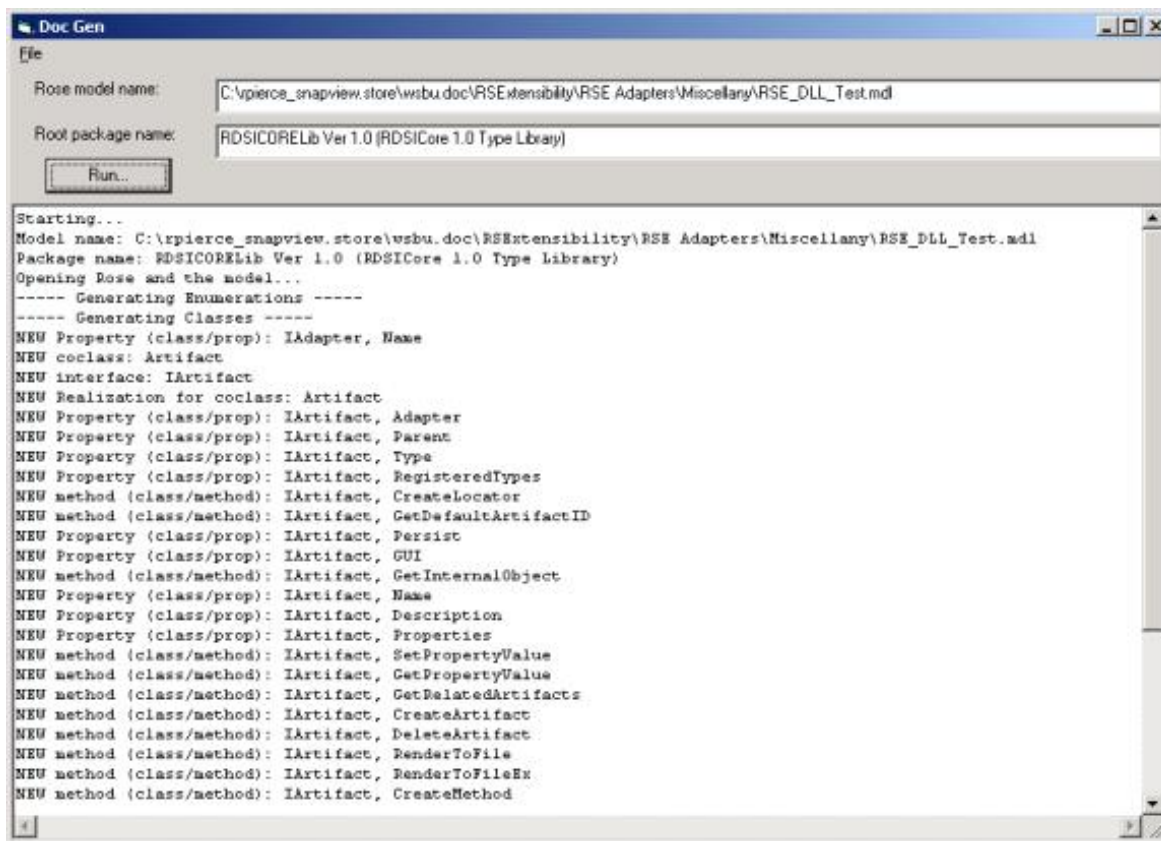 Doc Gen
File
Rose model name:
C:\rpierce_snapview.store\wsbu.doc\RSExtensibility\RSE Adapters\Miscellany\RSE_DLL_Test.mdl
Root package name:
RDSICORELib Ver 1.0 (RDSICore 1.0 Type Library)
Run...
Starting...
Model name: C:\rpierce_snapview.store\wsbu.doc\RSExtensibility\RSE Adapters\Miscellany\RSE_DLL_Test.mdl
Package name: RDSICORELib Ver 1.0 (RDSICore 1.0 Type Library)
Opening Rose and the model...
----- Generating Enumerations -----
----- Generating Classes -----
NEW Property (class/prop): IAdapter, Name
NEW coclass: Artifact
NEW interface: IArtifact
NEW Realization for coclass: Artifact
NEW Property (class/prop): IArtifact, Adapter
NEW Property (class/prop): IArtifact, Parent
NEW Property (class/prop): IArtifact, Type
NEW Property (class/prop): IArtifact, RegisteredTypes
NEW method (class/method): IArtifact, CreateLocator
NEW method (class/method): IArtifact, GetDefaultArtifactID
NEW Property (class/prop): IArtifact, Persist
NEW Property (class/prop): IArtifact, GUI
NEW method (class/method): IArtifact, GetInternalObject
NEW Property (class/prop): IArtifact, Name
NEW Property (class/prop): IArtifact, Description
NEW Property (class/prop): IArtifact, Properties
NEW method (class/method): IArtifact, SetPropertyValue
NEW method (class/method): IArtifact, GetPropertyValue
NEW method (class/method): IArtifact, GetRelatedArtifacts
NEW method (class/method): IArtifact, CreateArtifact
NEW method (class/method): IArtifact, DeleteArtifact
NEW method (class/method): IArtifact, RenderToFile
NEW method (class/method): IArtifact, RenderToFileEx
NEW method (class/method): IArtifact, CreateMethod